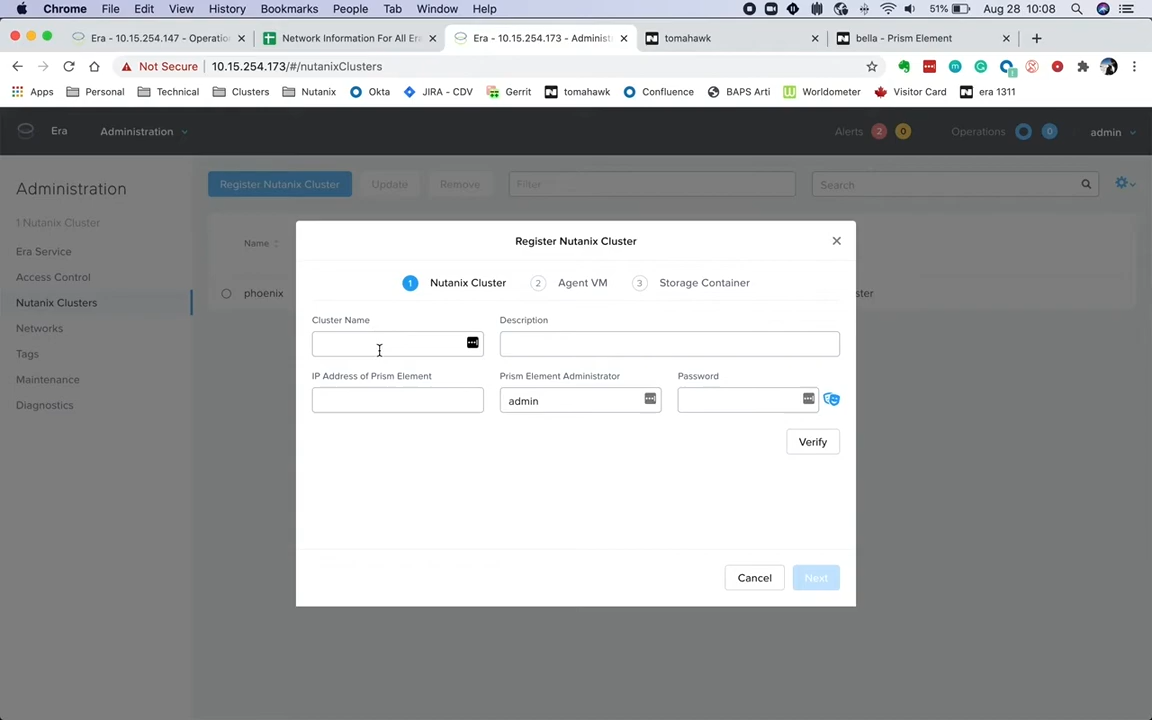 Chrome File Edit View History Bookmarks People Tab Window Help 51% Aug 28 10:08
Era - 10.15.254.147 - Operatio Network Information For All Era Era - 10.15.254.173 - Administ tomahawk bella - Prism Element
Not Secure 10.15.254.173/#/nutanixClusters
Apps Personal Technical Clusters Nutanix Okta JIRA - CDV Gerrit tomahawk Confluence BAPS Arti Worldometer Visitor Card era 1311
Era Administration Alerts 2 0 Operations 0 admin
Administration
Register Nutanix Cluster Update Remove Filter Search
1 Nutanix Cluster
Era Service
Access Control
Nutanix Clusters
Networks
Tags
Maintenance
Diagnostics
Name
phoenix
ster
Register Nutanix Cluster
1 Nutanix Cluster 2 Agent VM 3 Storage Container
Cluster Name Description
IP Address of Prism Element Prism Element Administrator Password
admin
Verify
Cancel Next